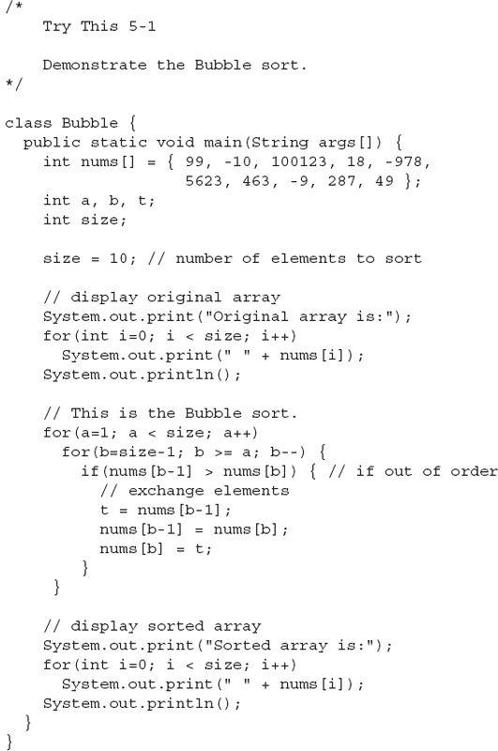 /*
    Try This 5-1

    Demonstrate the Bubble sort.
*/

class Bubble {
  public static void main(String args[]) {
    int nums[] = { 99, -10, 100123, 18, -978,
                   5623, 463, -9, 287, 49 };
    int a, b, t;
    int size;

    size = 10; // number of elements to sort

    // display original array
    System.out.print("Original array is:");
    for(int i=0; i < size; i++)
      System.out.print(" " + nums[i]);
    System.out.println();

    // This is the Bubble sort.
    for(a=1; a < size; a++)
      for(b=size-1; b >= a; b--) {
        if(nums[b-1] > nums[b]) { // if out of order
          // exchange elements
          t = nums[b-1];
          nums[b-1] = nums[b];
          nums[b] = t;
        }
     }

    // display sorted array
    System.out.print("Sorted array is:");
    for(int i=0; i < size; i++)
      System.out.print(" " + nums[i]);
    System.out.println();
  }
}